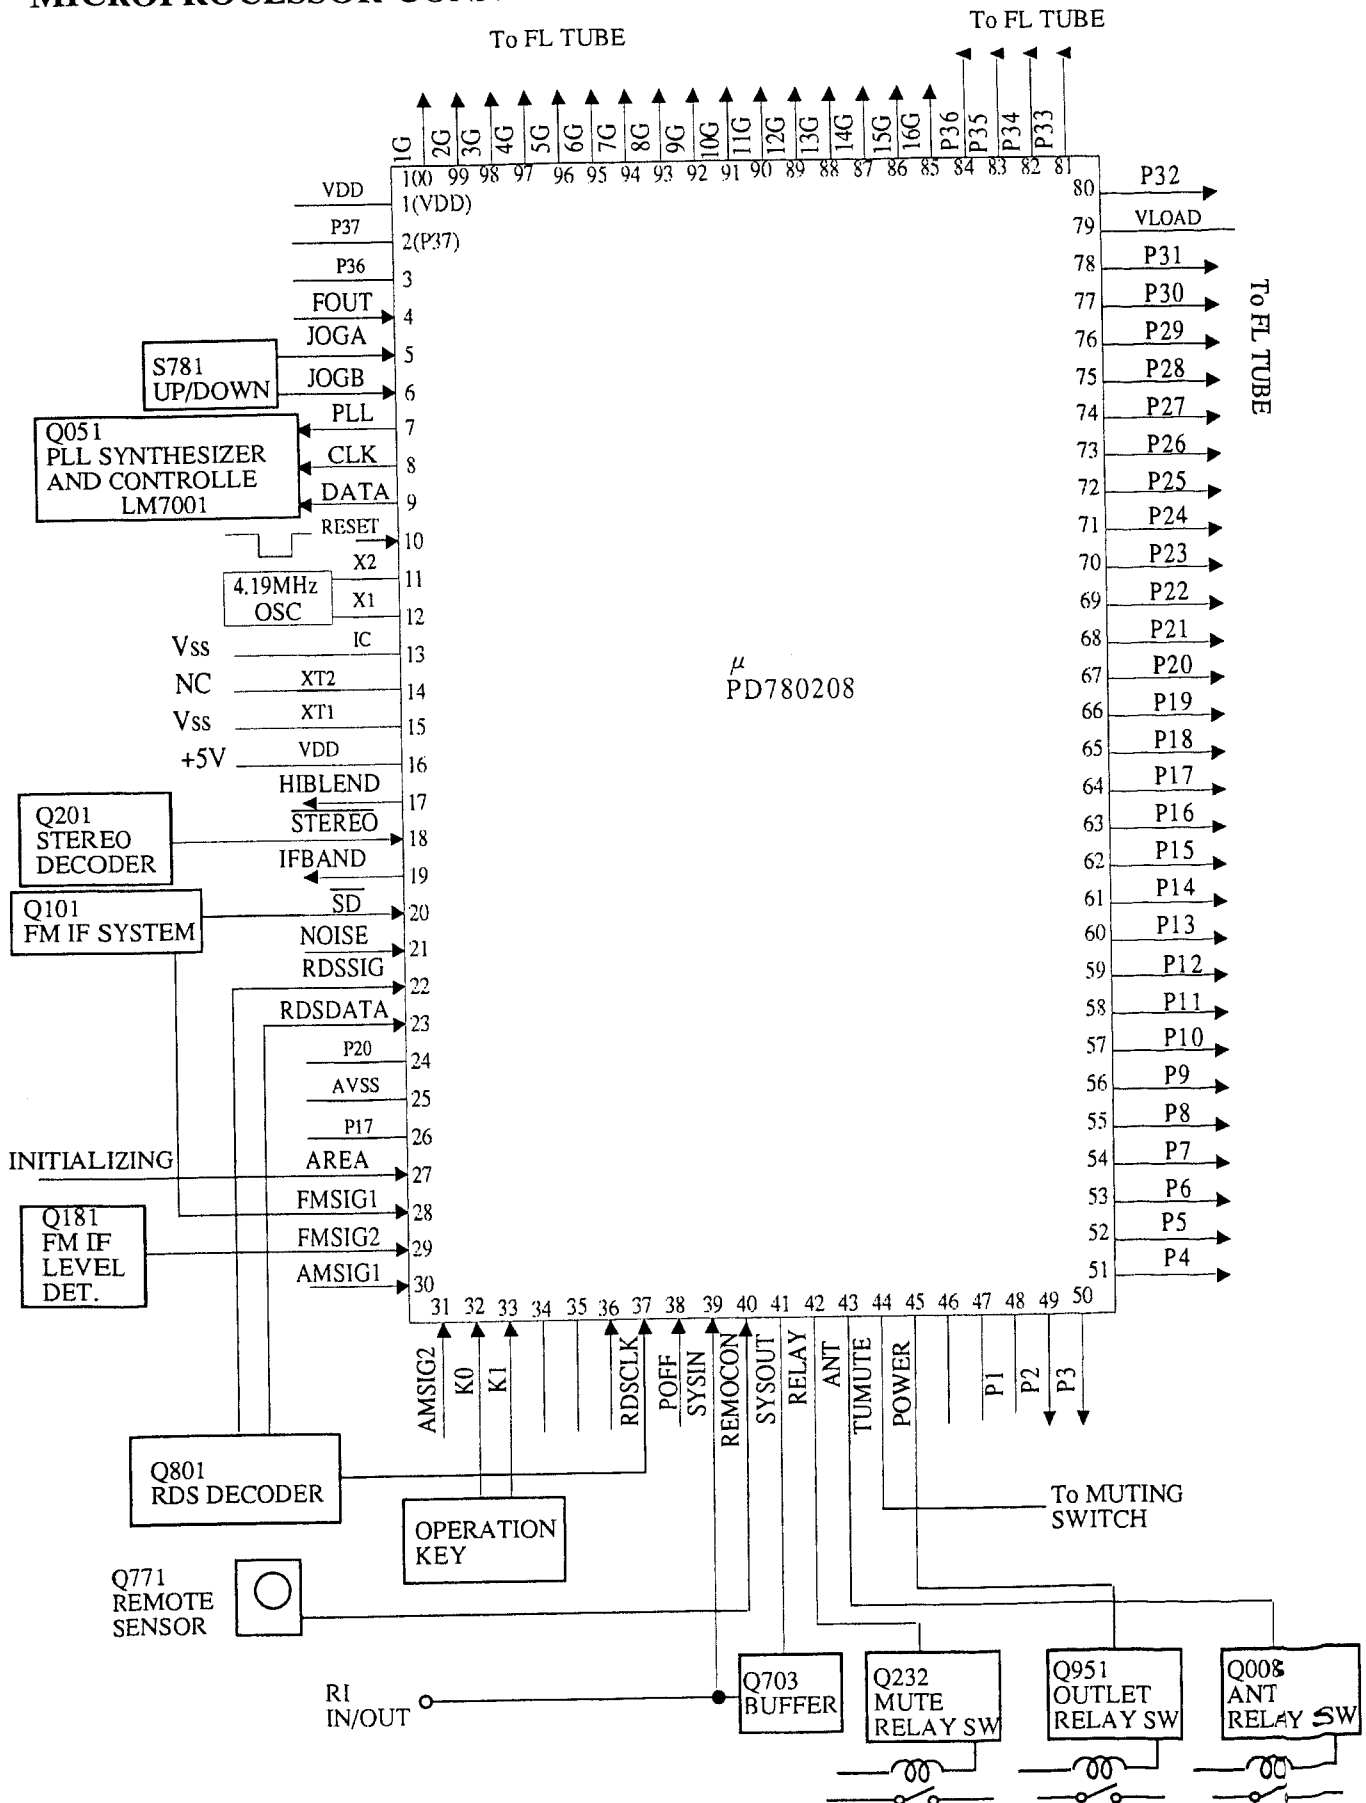 To FL TUBE
To FL TUBE
1G 2G 3G 4G 5G 6G 7G 8G 9G 10G 11G 12G 13G 14G 15G 16G P36 P35 P34 P33
100 99 98 97 96 95 94 93 92 91 90 89 88 87 85 84 83 82 81
VDD 1(VDD)
P37 2(P37)
P36 3
FOUT 4
JOGA 5
S781
UP/DOWN
JOGB 6
PLL 7
Q051
PLL SYNTHESIZER
AND CONTROLLE
LM7001
CLK 8
DATA 9
RESET 10
X2 11
4.19MHz
OSC
X1 12
Vss IC 13
NC XT2 14
Vss XT1 15
+5V VDD 16
HIBLEND 17
Q201
STEREO
DECODER
STEREO 18
IFBAND 19
Q101
FM IF SYSTEM
SD 20
NOISE 21
RDSSIG 22
RDSDATA 23
P20 24
AVSS 25
P17 26
INITIALIZING AREA 27
FMSIG1 28
Q181
FM IF
LEVEL
DET.
FMSIG2 29
AMSIG1 30
µ
PD780208
80 P32
79 VLOAD
78 P31
77 P30
76 P29
75 P28
74 P27
73 P26
72 P25
71 P24
70 P23
69 P22
68 P21
67 P20
66 P19
65 P18
64 P17
63 P16
62 P15
61 P14
60 P13
59 P12
58 P11
57 P10
56 P9
55 P8
54 P7
53 P6
52 P5
51 P4
To FL TUBE
31 32 33 34 35 36 37 38 39 40 41 42 43 44 45 46 47 48 49 50
AMSIG2 K0 K1 RDSCLK POFF SYSIN REMOCON SYSOUT RELAY ANT TUMUTE POWER P1 P2 P3
Q801
RDS DECODER
OPERATION
KEY
To MUTING
SWITCH
Q771
REMOTE
SENSOR
RI
IN/OUT
Q703
BUFFER
Q232
MUTE
RELAY SW
Q951
OUTLET
RELAY SW
Q008
ANT
RELAY SW